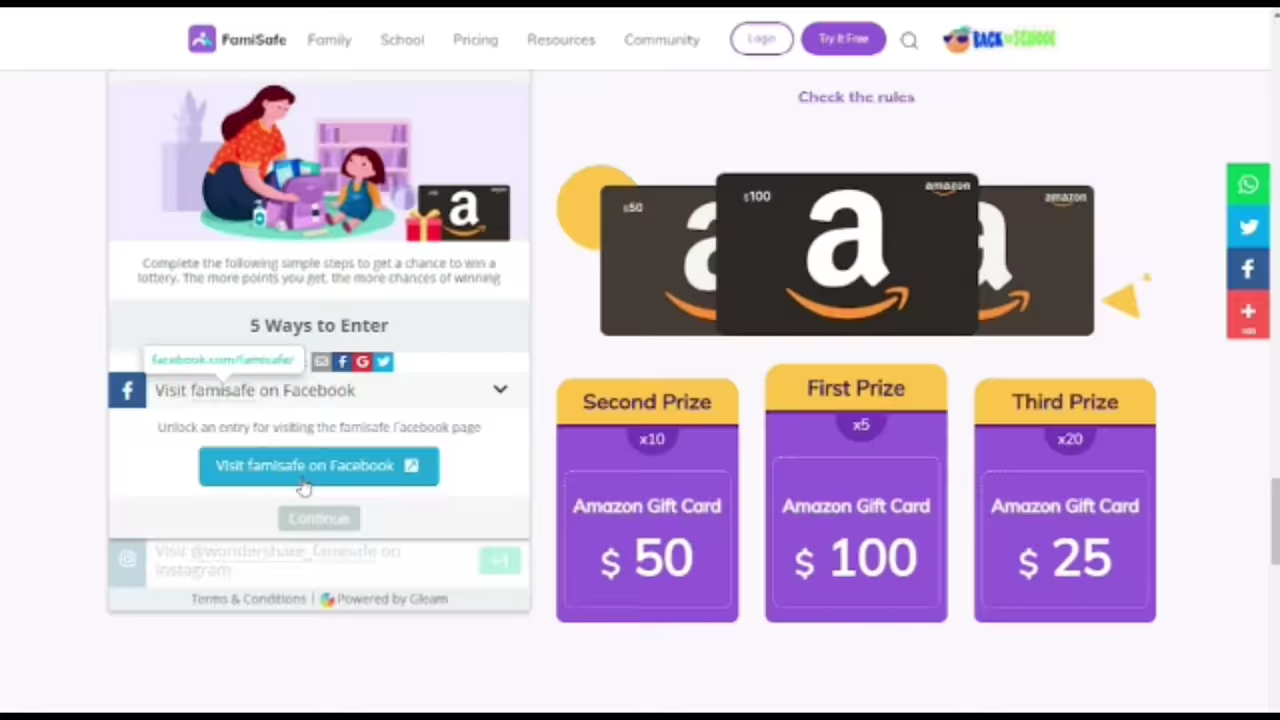 FamiSafe
Family
School
Pricing
Resources
Community
Login
Try It Free
BACK to SCHOOL
Check the rules
Complete the following simple steps to get a chance to win a
lottery. The more points you get, the more chances of winning
5 Ways to Enter
facebook.com/famisafe/
Visit famisafe on Facebook
Unlock an entry for visiting the famisafe Facebook page
Visit famisafe on Facebook
Continue
Visit @wondershare_famisafe on
Instagram
+1
Terms & Conditions | Powered by Gleam
$50
$100
amazon
amazon
Second Prize
x10
Amazon Gift Card
$ 50
First Prize
x5
Amazon Gift Card
$ 100
Third Prize
x20
Amazon Gift Card
$ 25